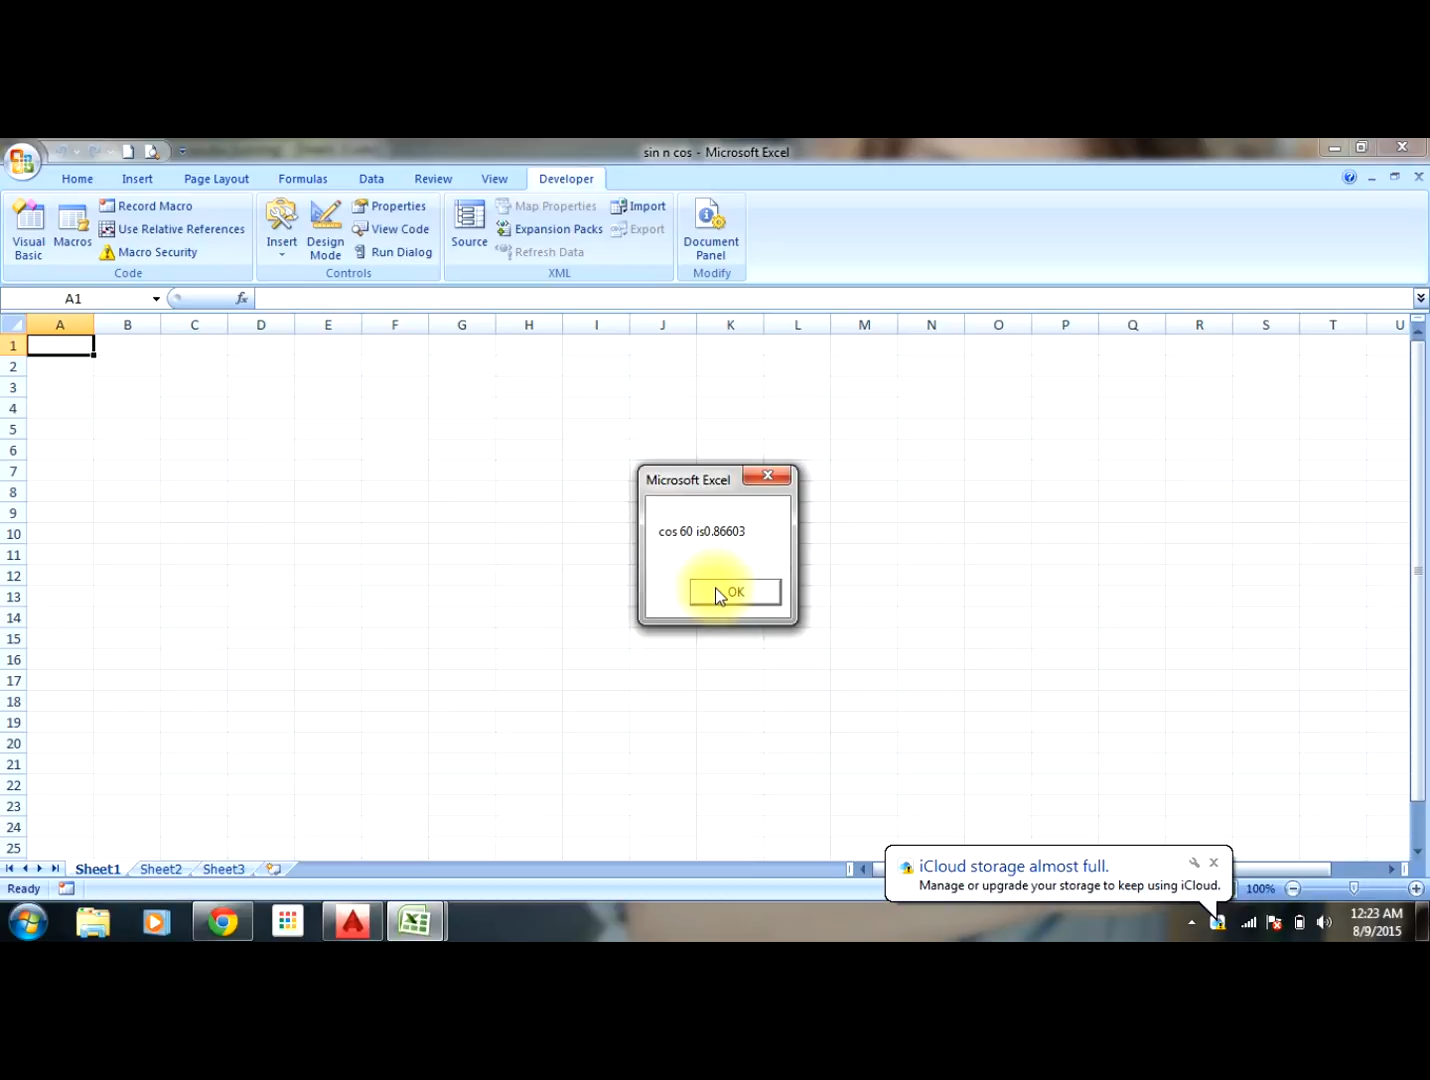 sin n cos - Microsoft Excel
Home Insert Page Layout Formulas Data Review View Developer
Visual Basic
Macros
Record Macro
Use Relative References
Macro Security
Code
Insert
Design Mode
Properties
View Code
Run Dialog
Controls
Source
Map Properties
Expansion Packs
Refresh Data
Import
Export
XML
Document Panel
Modify
A1 fx
A B C D E F G H I J K L M N O P Q R S T U
1
2
3
4
5
6
7
8
9
10
11
12
13
14
15
16
17
18
19
20
21
22
23
24
25
Microsoft Excel
cos 60 is0.86603
OK
iCloud storage almost full.
Manage or upgrade your storage to keep using iCloud.
Sheet1 Sheet2 Sheet3
Ready 100%
12:23 AM
8/9/2015